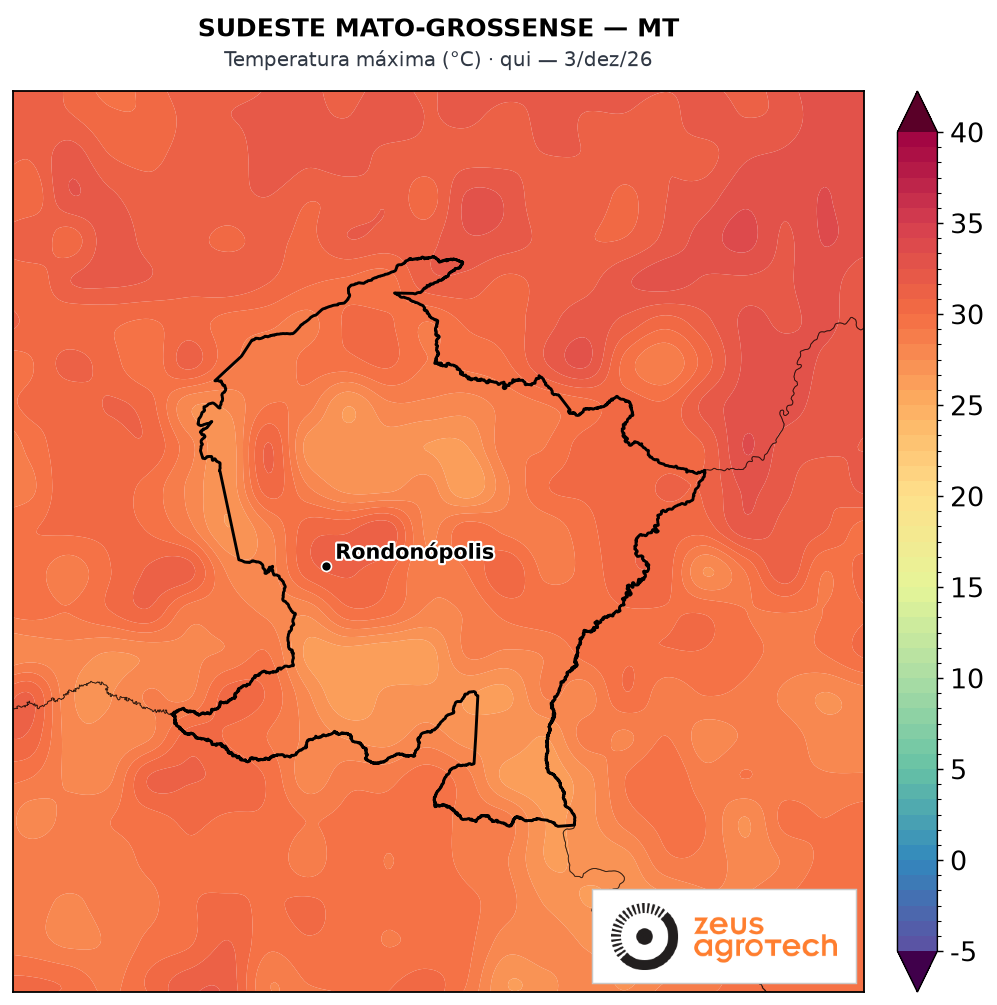 SUDESTE MATO-GROSSENSE — MT
Temperatura máxima (°C) · qui — 3/dez/26
40
35
30
25
20
15
10
5
0
-5
Rondonópolis
zeus
agrotech